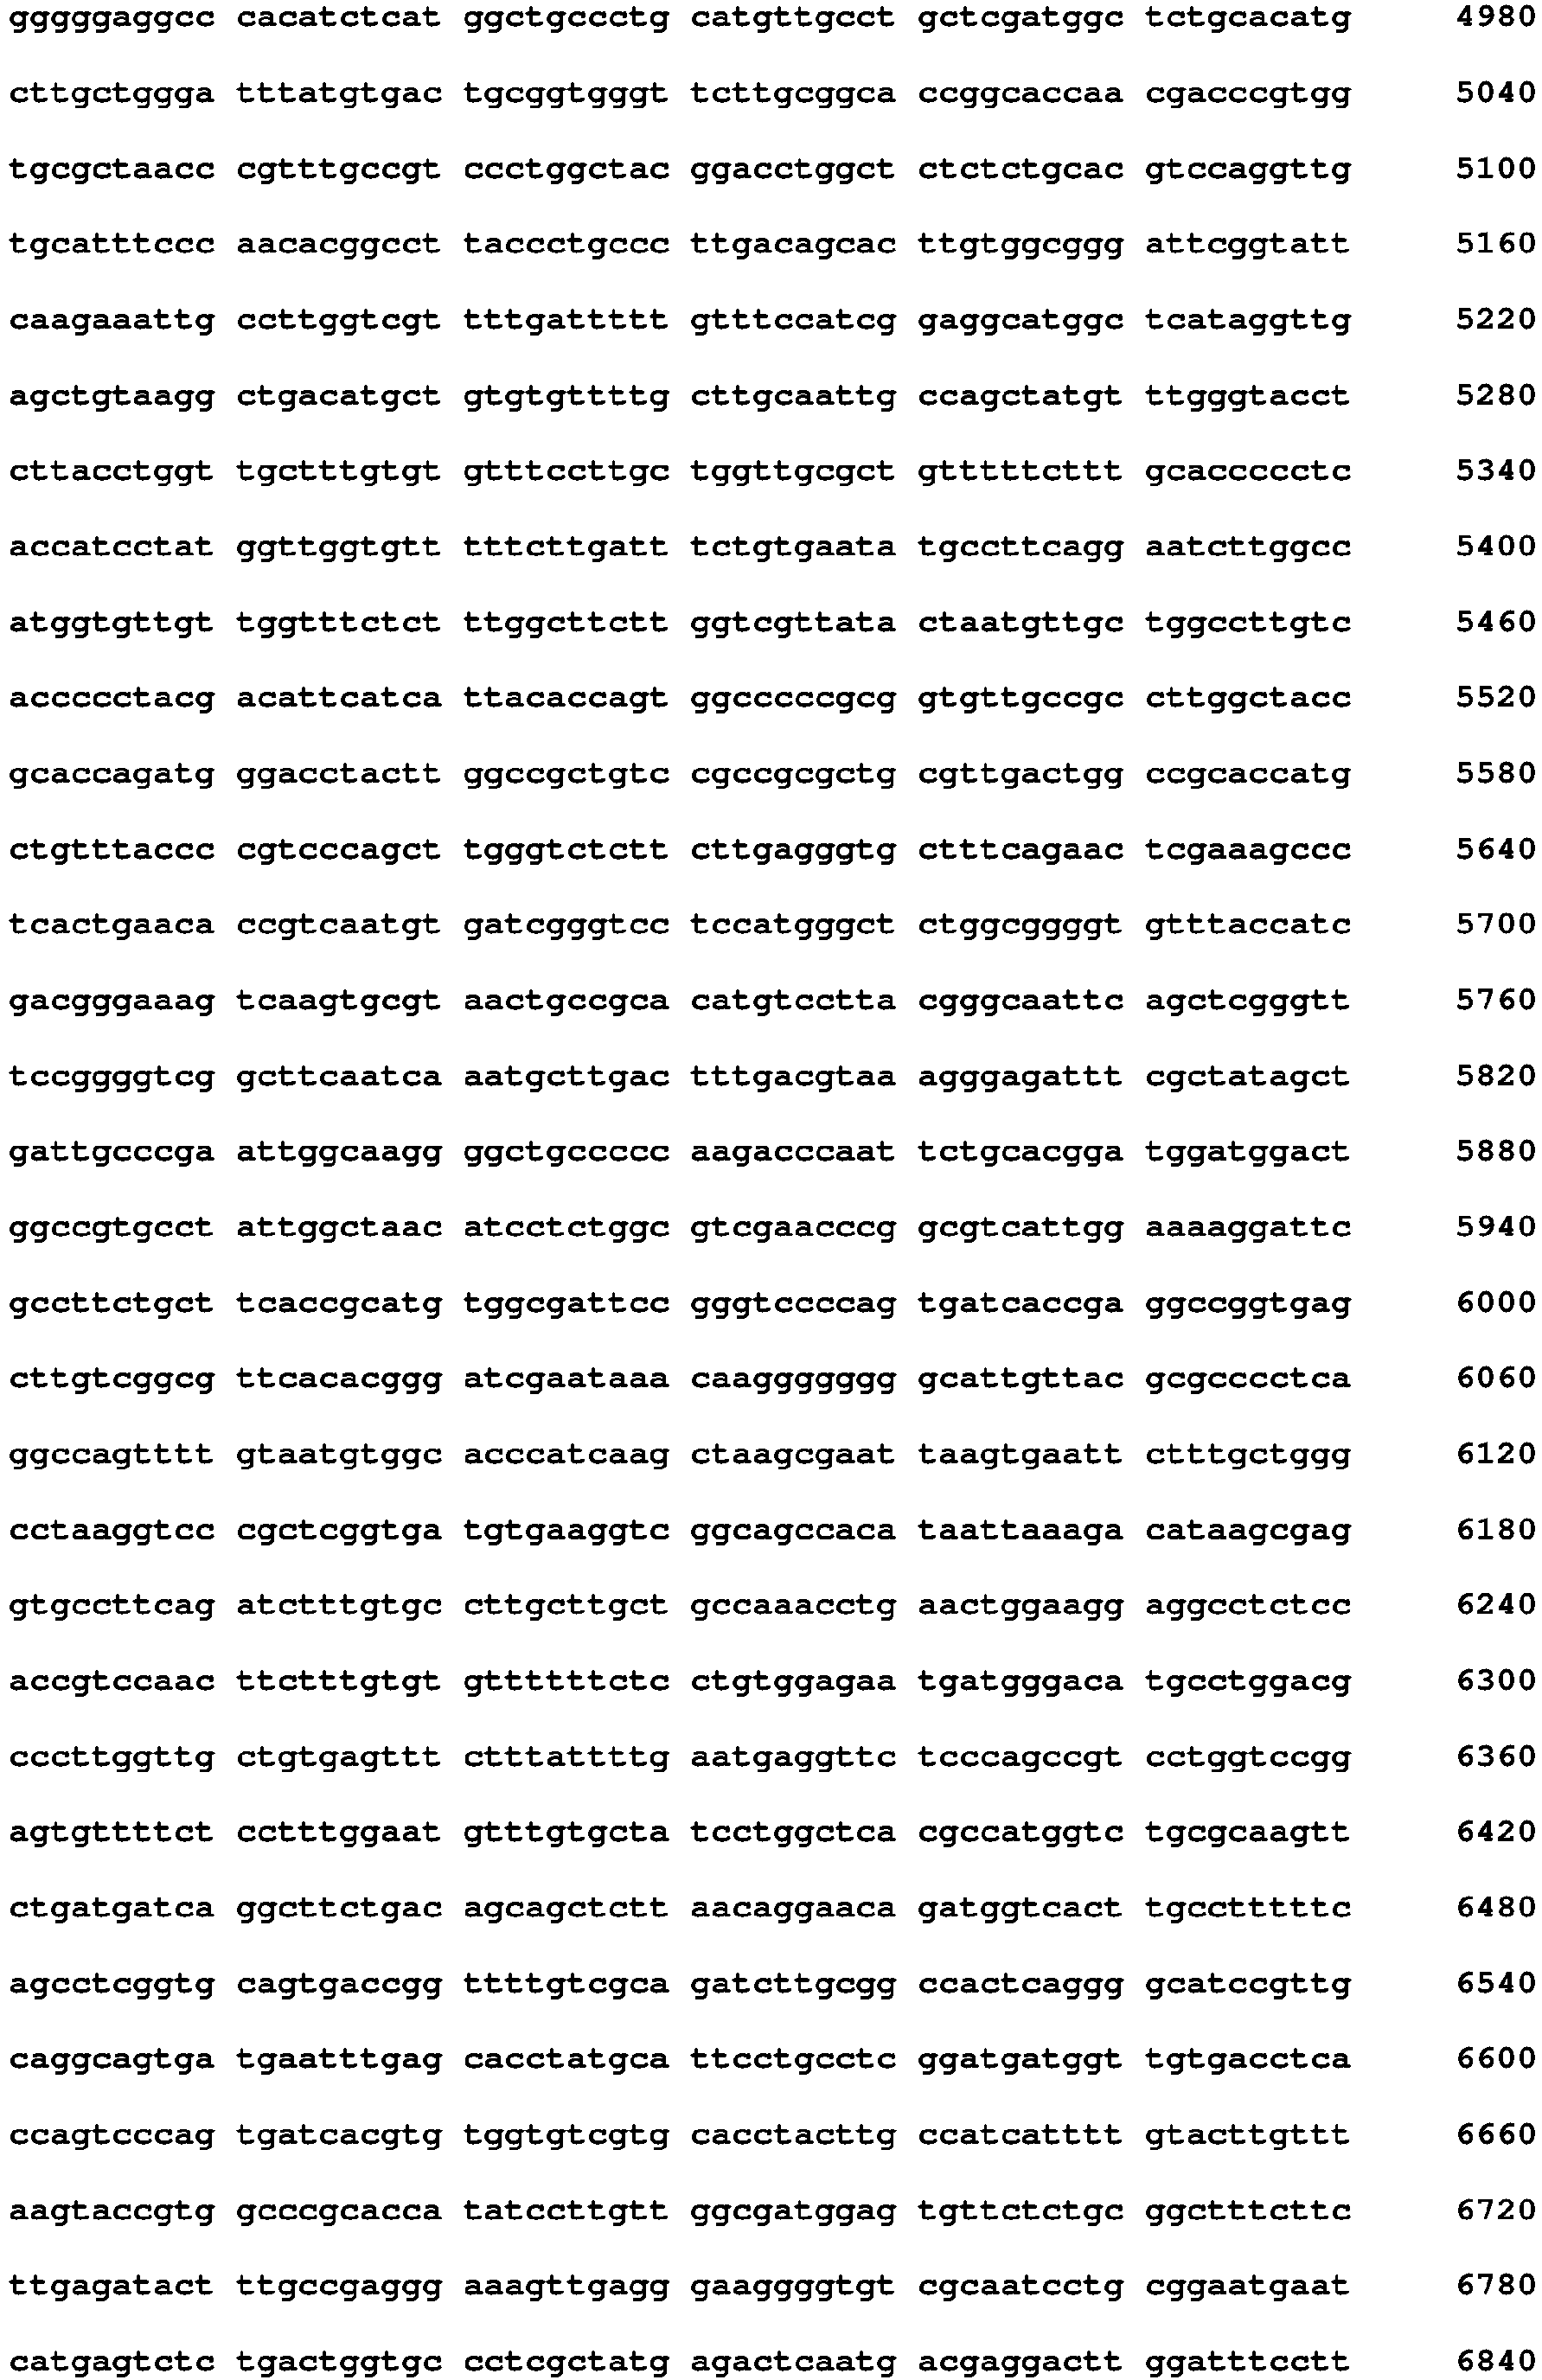 gggggaggcc cacatctcat ggctgccctg catgttgcct gctcgatggc tctgcacatg 4980
cttgctggga tttatgtgac tgcggtgggt tcttgcggca ccggcaccaa cgacccgtgg 5040
tgcgctaacc cgtttgccgt ccctggctac ggacctggct ctctctgcac gtccaggttg 5100
tgcatttccc aacacggcct taccctgccc ttgacagcac ttgtggcggg attcggtatt 5160
caagaaattg ccttggtcgt tttgattttt gtttccatcg gaggcatggc tcataggttg 5220
agctgtaagg ctgacatgct gtgtgttttg cttgcaattg ccagctatgt ttgggtacct 5280
cttacctggt tgctttgtgt gtttccttgc tggttgcgct gtttttcttt gcaccccctc 5340
accatcctat ggttggtgtt tttcttgatt tctgtgaata tgccttcagg aatcttggcc 5400
atggtgttgt tggtttctct ttggcttctt ggtcgttata ctaatgttgc tggccttgtc 5460
acccccctacg acattcatca ttacaccagt ggcccccgcg gtgttgccgc cttggctacc 5520
gcaccagatg ggacctactt ggccgctgtc cgccgcgctg cgttgactgg ccgcaccatg 5580
ctgtttaccc cgtcccagct tgggtctctt cttgagggtg ctttcagaac tcgaaagccc 5640
tcactgaaca ccgtcaatgt gatcgggtcc tccatgggct ctggcggggt gtttaccatc 5700
gacgggaaag tcaagtgcgt aactgccgca catgtcctta cgggcaattc agctcgggtt 5760
tccggggtcg gcttcaatca aatgcttgac tttgacgtaa agggagattt cgctatagct 5820
gattgcccga attggcaagg ggctgccccc aagacccaat tctgcacgga tggatggact 5880
ggccgtgcct attggctaac atcctctggc gtcgaacccg gcgtcattgg aaaaggattc 5940
gccttctgct tcaccgcatg tggcgattcc gggtccccag tgatcaccga ggccggtgag 6000
cttgtcggcg ttcacacggg atcgaataaa caaggggggg gcattgttac gcgcccctca 6060
ggccagtttt gtaatgtggc acccatcaag ctaagcgaat taagtgaatt ctttgctggg 6120
cctaaggtcc cgctcggtga tgtgaaggtc ggcagccaca taattaaaga cataagcgag 6180
gtgccttcag atctttgtgc cttgcttgct gccaaacctg aactggaagg aggcctctcc 6240
accgtccaac ttctttgtgt gttttttctc ctgtggagaa tgatgggaca tgcctggacg 6300
cccttggttg ctgtgagttt ctttattttg aatgaggttc tcccagccgt cctggtccgg 6360
agtgttttct cctttggaat gtttgtgcta tcctggctca cgccatggtc tgcgcaagtt 6420
ctgatgatca ggcttctgac agcagctctt aacaggaaca gatggtcact tgcctttttc 6480
agcctcggtg cagtgaccgg ttttgtcgca gatcttgcgg ccactcaggg gcatccgttg 6540
caggcagtga tgaatttgag cacctatgca ttcctgcctc ggatgatggt tgtgacctca 6600
ccagtcccag tgatcacgtg tggtgtcgtg cacctacttg ccatcatttt gtacttgttt 6660
aagtaccgtg gcccgcacca tatccttgtt ggcgatggag tgttctctgc ggctttcttc 6720
ttgagatact ttgccgaggg aaagttgagg gaaggggtgt cgcaatcctg cggaatgaat 6780
catgagtctc tgactggtgc cctcgctatg agactcaatg acgaggactt ggatttcctt 6840